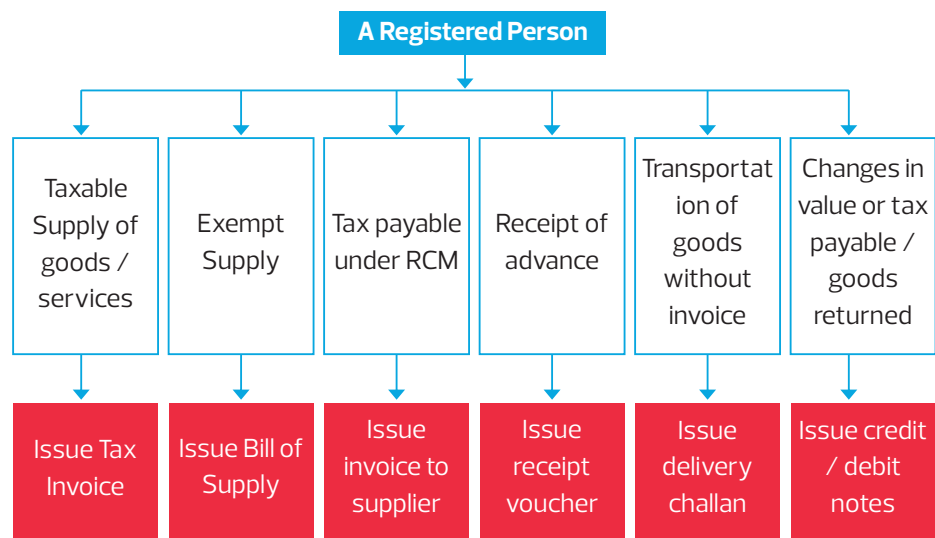 A Registered Person
Taxable
Supply of
goods /
services
Exempt
Supply
Tax payable
under RCM
Receipt of
advance
Transportat
ion of
goods
without
invoice
Changes in
value or tax
payable /
goods
returned
Issue Tax
Invoice
Issue Bill of
Supply
Issue
invoice to
supplier
Issue
receipt
voucher
Issue
delivery
challan
Issue credit
/ debit
notes